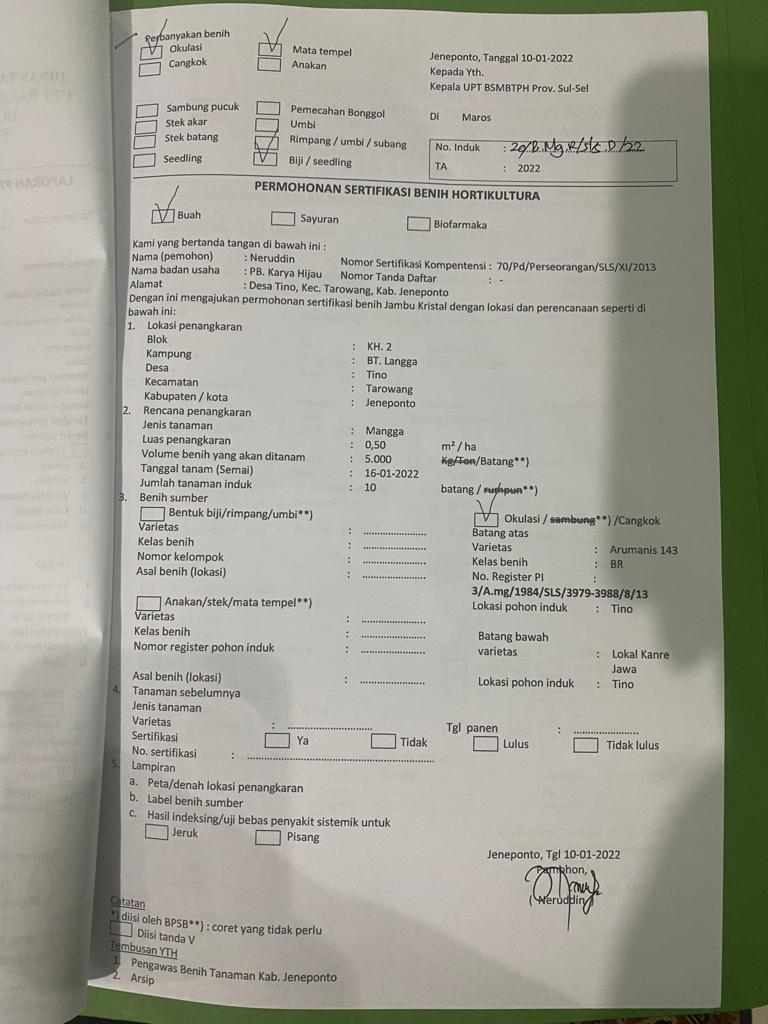 Perbanyakan benih
Okulasi Mata tempel
Cangkok Anakan
Jeneponto, Tanggal 10-01-2022
Kepada Yth.
Kepala UPT BSMBTPH Prov. Sul-Sel
Di Maros
Sambung pucuk Pemecahan Bonggol
Stek akar Umbi
Stek batang Rimpang / umbi / subang
Seedling Biji / seedling
No. Induk :
TA : 2022
PERMOHONAN SERTIFIKASI BENIH HORTIKULTURA
Buah Sayuran Biofarmaka
Kami yang bertanda tangan di bawah ini :
Nama (pemohon) : Neruddin Nomor Sertifikasi Kompentensi : 70/Pd/Perseorangan/SLS/XI/2013
Nama badan usaha : PB. Karya Hijau Nomor Tanda Daftar : -
Alamat : Desa Tino, Kec. Tarowang, Kab. Jeneponto
Dengan ini mengajukan permohonan sertifikasi benih Jambu Kristal dengan lokasi dan perencanaan seperti di
bawah ini:
1. Lokasi penangkaran
Blok : KH. 2
Kampung : BT. Langga
Desa : Tino
Kecamatan : Tarowang
Kabupaten / kota : Jeneponto
2. Rencana penangkaran
Jenis tanaman : Mangga
Luas penangkaran : 0,50 m² / ha
Volume benih yang akan ditanam : 5.000 Kg/Ton/Batang**)
Tanggal tanam (Semai) : 16-01-2022
Jumlah tanaman induk : 10 batang / rumpun**)
3. Benih sumber
Bentuk biji/rimpang/umbi**)
Varietas : ........................
Kelas benih : ........................
Nomor kelompok : ........................
Asal benih (lokasi) : ........................
Okulasi / sambung**) /Cangkok
Batang atas
Varietas : Arumanis 143
Kelas benih : BR
No. Register PI :
3/A.mg/1984/SLS/3979-3988/8/13
Lokasi pohon induk : Tino
Anakan/stek/mata tempel**)
Varietas : ........................
Kelas benih : ........................
Nomor register pohon induk : ........................
Asal benih (lokasi) : ........................
Batang bawah
varietas : Lokal Kanre
Jawa
Lokasi pohon induk : Tino
4. Tanaman sebelumnya
Jenis tanaman
Varietas : ........................ Tgl panen : ........................
Sertifikasi Ya Tidak Lulus Tidak lulus
No. sertifikasi : ........................
5. Lampiran
a. Peta/denah lokasi penangkaran
b. Label benih sumber
c. Hasil indeksing/uji bebas penyakit sistemik untuk
Jeruk Pisang
Jeneponto, Tgl 10-01-2022
Pemohon,
( Neruddin )
Catatan
*) diisi oleh BPSB**) : coret yang tidak perlu
Diisi tanda V
Tembusan YTH
1. Pengawas Benih Tanaman Kab. Jeneponto
2. Arsip